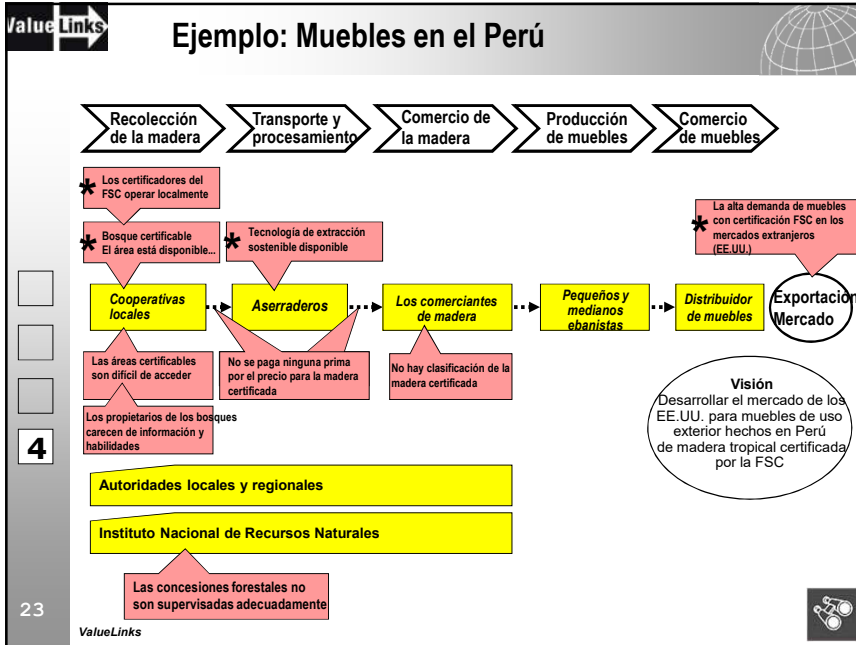 Value Links
Ejemplo: Muebles en el Perú
Recolección
de la madera
Transporte y
procesamiento
Comercio de
la madera
Producción
de muebles
Comercio
de muebles
* Los certificadores del
FSC operar localmente
* Bosque certificable
El área está disponible...
* Tecnología de extracción
sostenible disponible
* La alta demanda de muebles
con certificación FSC en los
mercados extranjeros
(EE.UU.)
Cooperativas
locales
Aserraderos
Los comerciantes
de madera
Pequeños y
medianos
ebanistas
Distribuidor
de muebles
Exportación
Mercado
Las áreas certificables
son difícil de acceder
No se paga ninguna prima
por el precio para la madera
certificada
No hay clasificación de la
madera certificada
Los propietarios de los bosques
carecen de información y
habilidades
Visión
Desarrollar el mercado de los
EE.UU. para muebles de uso
exterior hechos en Perú
de madera tropical certificada
por la FSC
4
Autoridades locales y regionales
Instituto Nacional de Recursos Naturales
Las concesiones forestales no
son supervisadas adecuadamente
23
ValueLinks